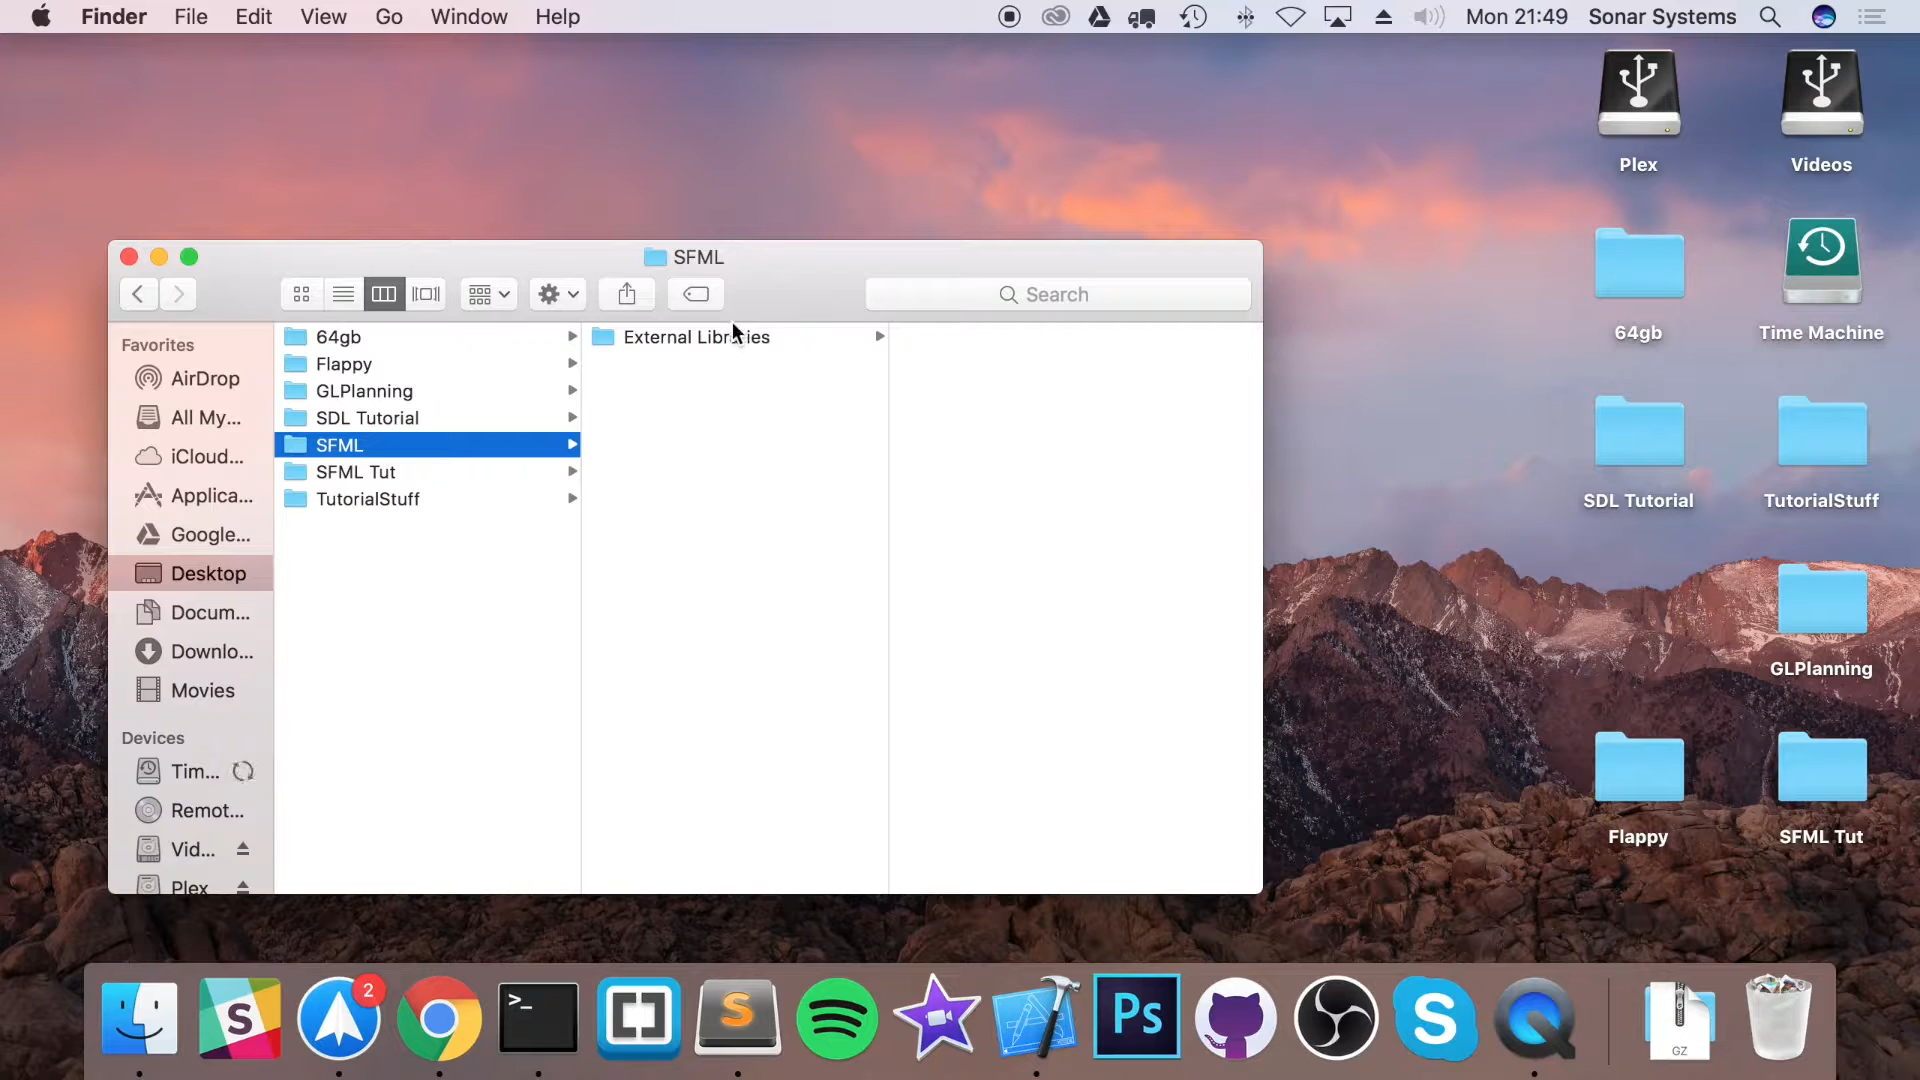 Finder File Edit View Go Window Help Mon 21:49 Sonar Systems
Plex Videos
SFML
Search
Favorites
AirDrop
All My...
iCloud...
Applica...
Google...
Desktop
Docum...
Downlo...
Movies
Devices
Tim...
Remot...
Vid...
Plex
64gb
Flappy
GLPlanning
SDL Tutorial
SFML
SFML Tut
TutorialStuff
External Libraries
64gb Time Machine
SDL Tutorial TutorialStuff
GLPlanning
Flappy SFML Tut
S
2
>_
S
Ps
S
GZ